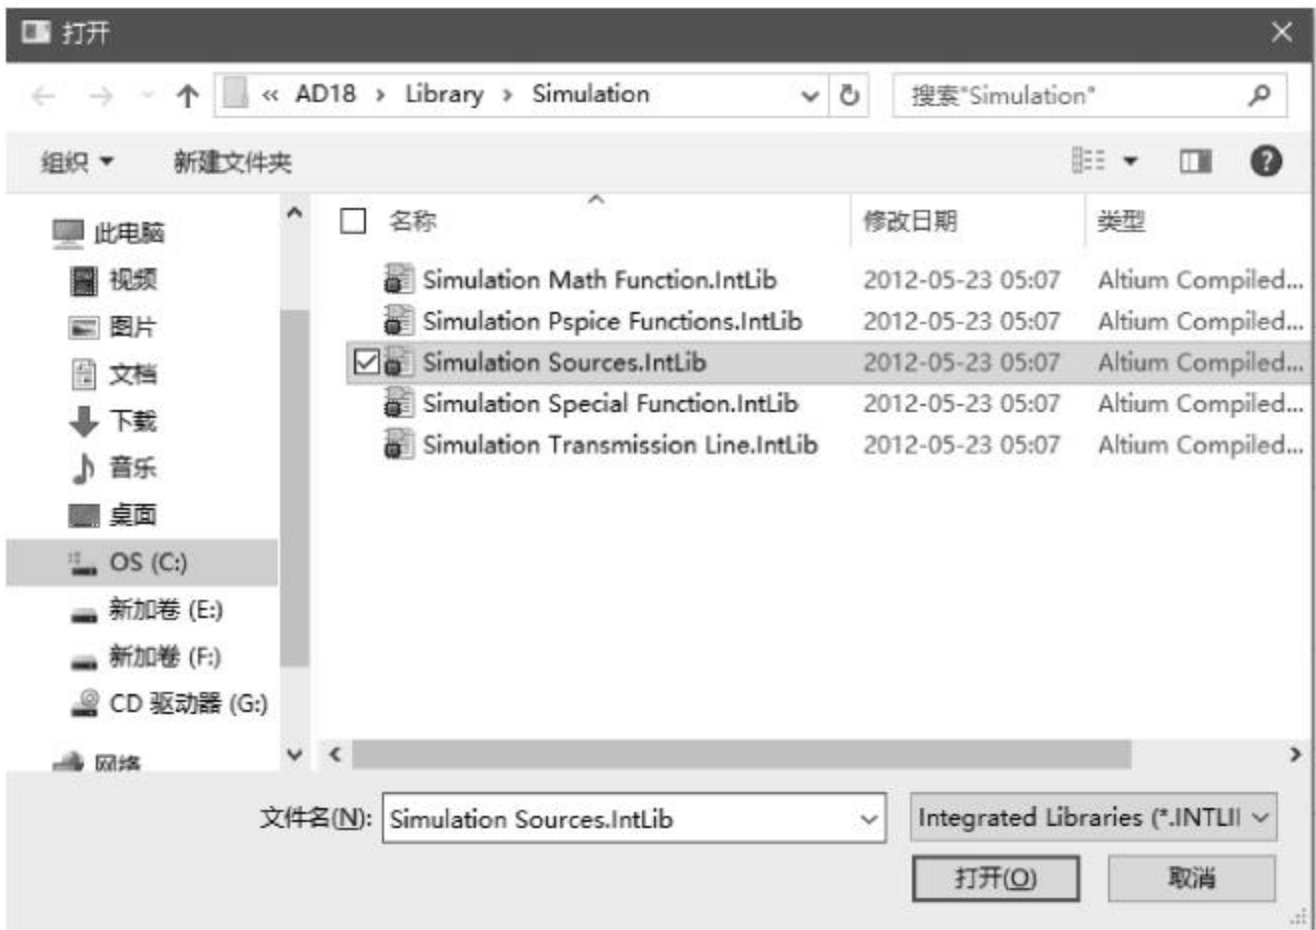 打开
« AD18 › Library › Simulation 搜索"Simulation"
组织 新建文件夹
名称 修改日期 类型
此电脑
视频
图片
文档
下载
音乐
桌面
OS (C:)
新加卷 (E:)
新加卷 (F:)
CD 驱动器 (G:)
网络
Simulation Math Function.IntLib 2012-05-23 05:07 Altium Compiled...
Simulation Pspice Functions.IntLib 2012-05-23 05:07 Altium Compiled...
Simulation Sources.IntLib 2012-05-23 05:07 Altium Compiled...
Simulation Special Function.IntLib 2012-05-23 05:07 Altium Compiled...
Simulation Transmission Line.IntLib 2012-05-23 05:07 Altium Compiled...
文件名(N): Simulation Sources.IntLib Integrated Libraries (*.INTLII
打开(O) 取消